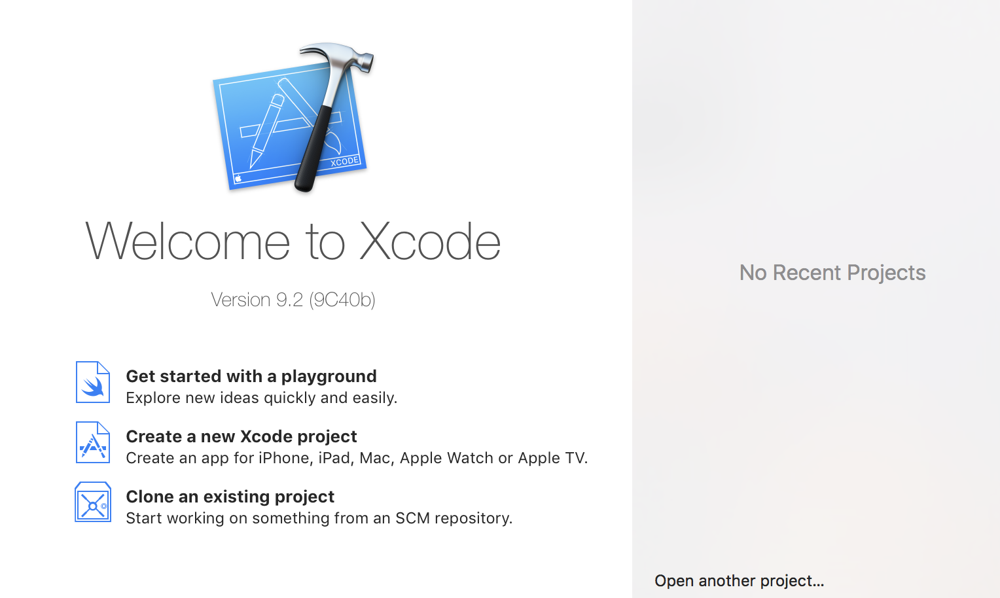 XCODE
Welcome to Xcode
Version 9.2 (9C40b)
Get started with a playground
Explore new ideas quickly and easily.
Create a new Xcode project
Create an app for iPhone, iPad, Mac, Apple Watch or Apple TV.
Clone an existing project
Start working on something from an SCM repository.
No Recent Projects
Open another project...